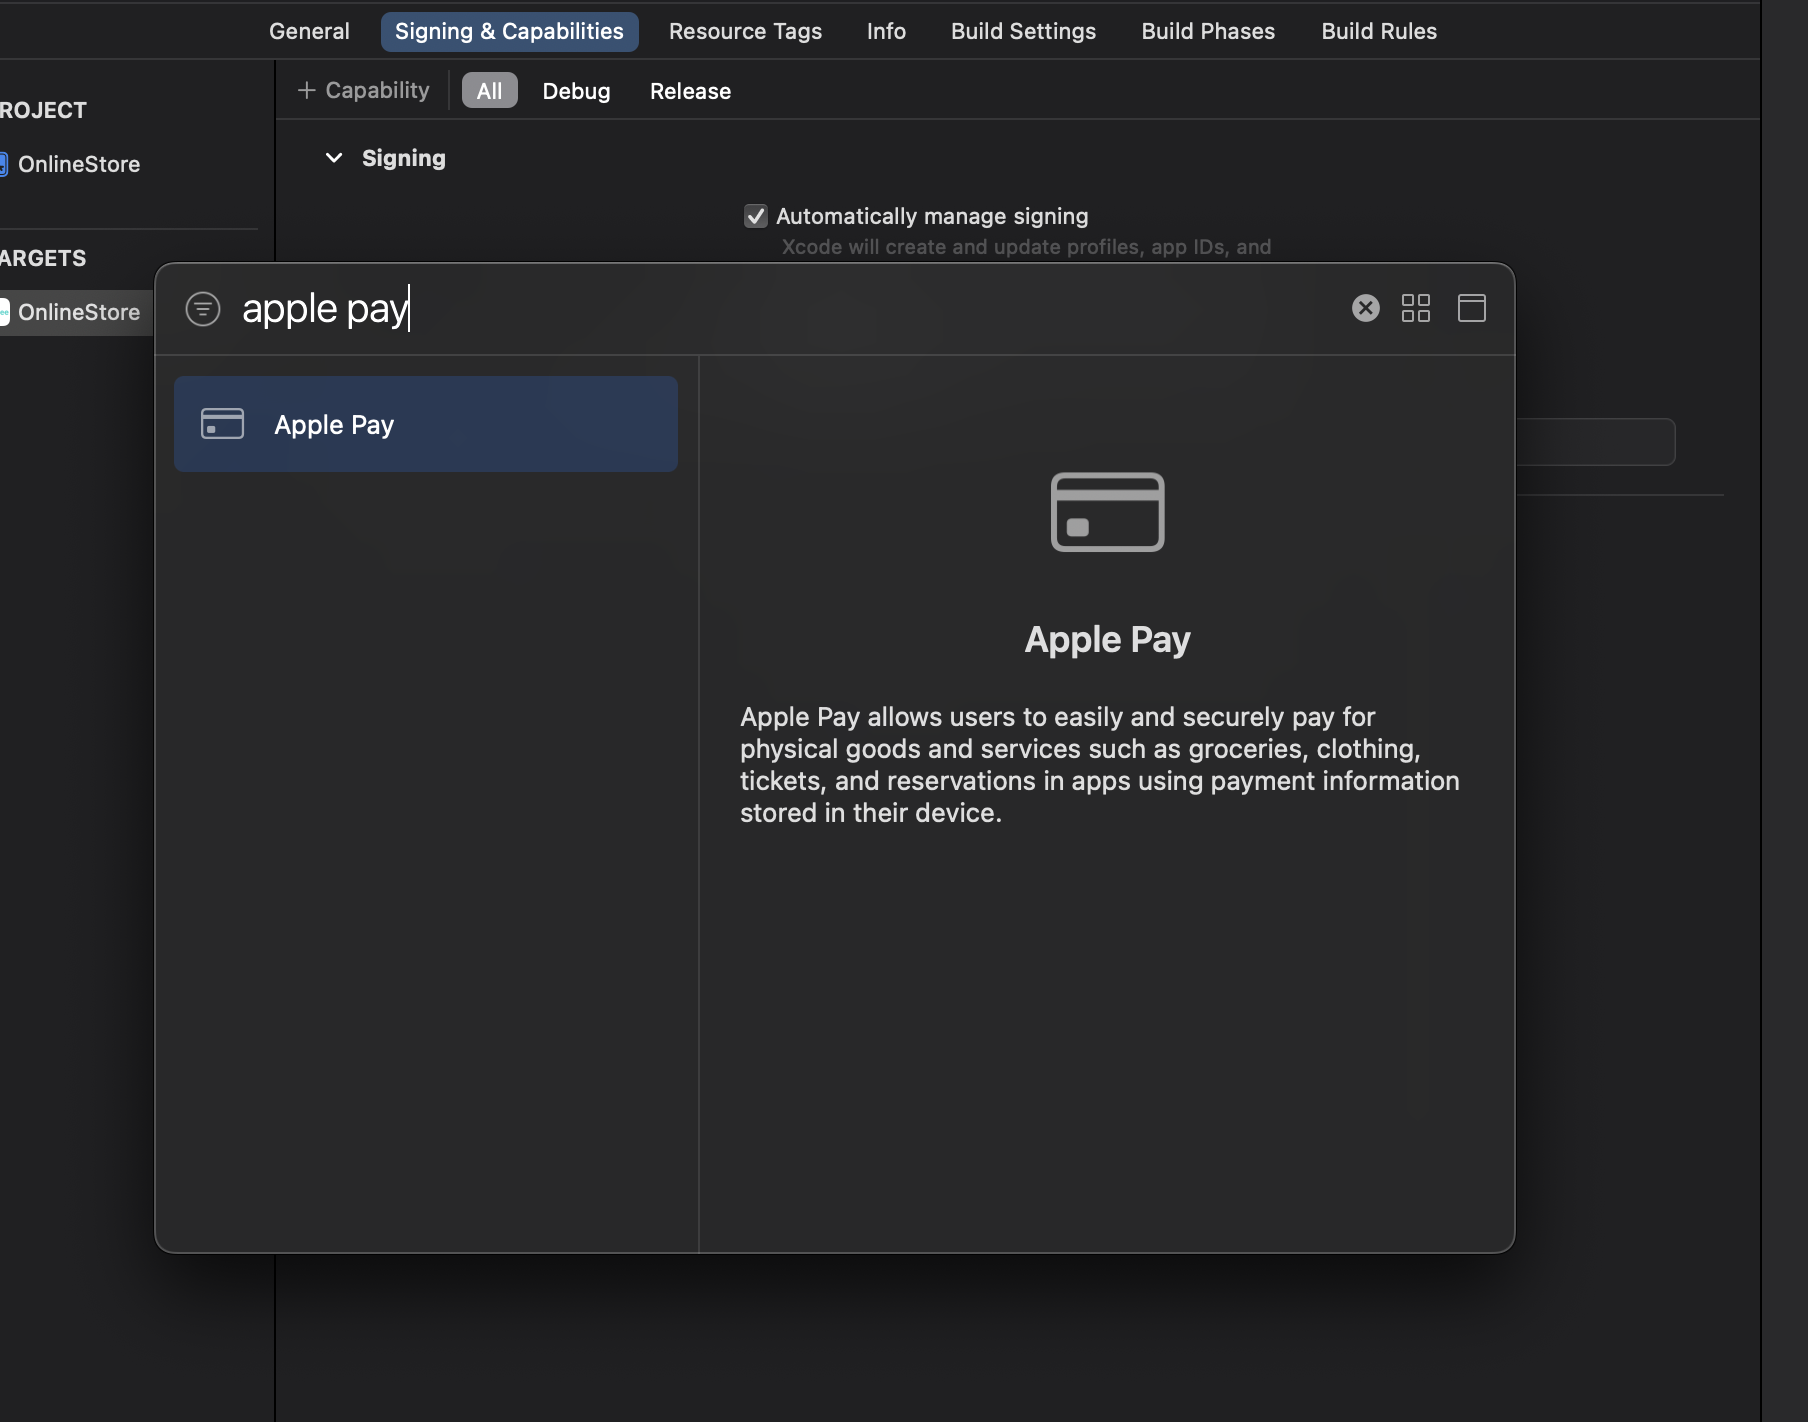 General Signing & Capabilities Resource Tags Info Build Settings Build Phases Build Rules
+ Capability All Debug Release
ROJECT
OnlineStore
ARGETS
OnlineStore
Signing
Automatically manage signing
Xcode will create and update profiles, app IDs, and
apple pay
Apple Pay
Apple Pay
Apple Pay allows users to easily and securely pay for
physical goods and services such as groceries, clothing,
tickets, and reservations in apps using payment information
stored in their device.